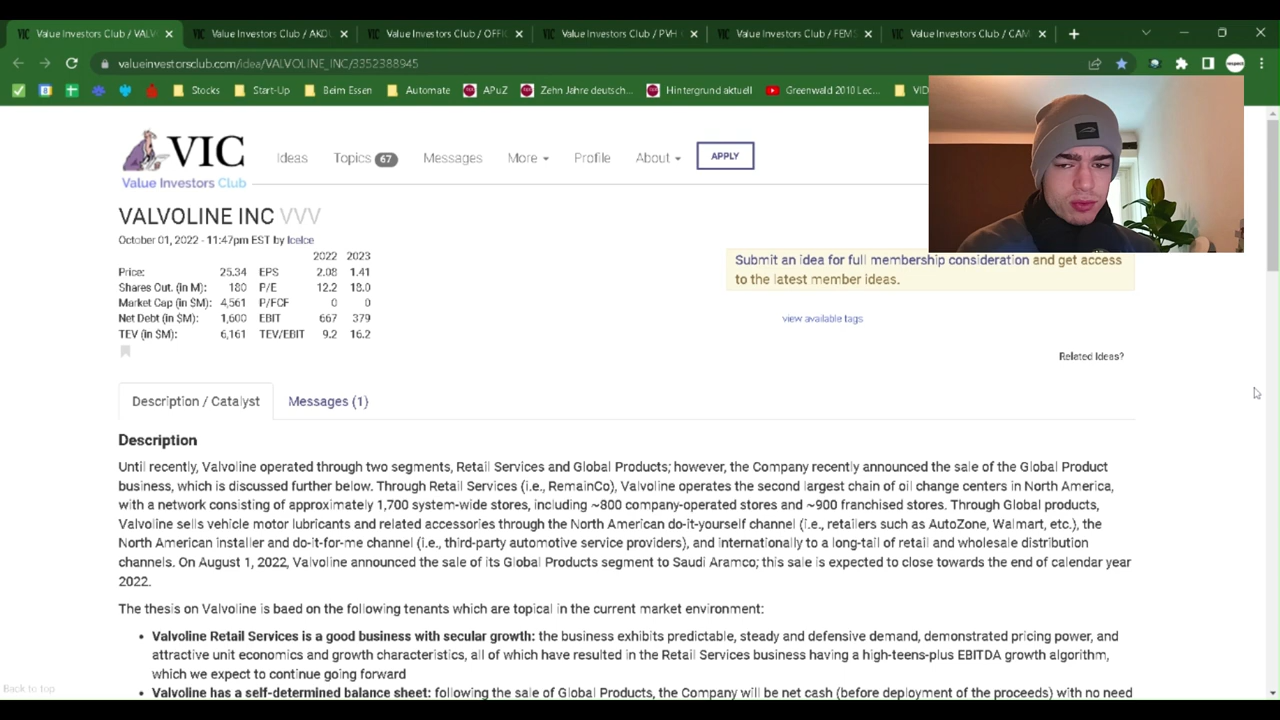 Value Investors Club / VALV
Value Investors Club / AKD
Value Investors Club / OFFI
Value Investors Club / PVH
Value Investors Club / FEMS
Value Investors Club / CAM
valueinvestorsclub.com/idea/VALVOLINE_INC/3352388945
Stocks
Start-Up
Beim Essen
Automate
APuZ
Zehn Jahre deutsch...
Hintergrund aktuell
Greenwald 2010 Lec...
VIC
Value Investors Club
Ideas
Topics 67
Messages
More
Profile
About
APPLY
VALVOLINE INC VVV
October 01, 2022 - 11:47pm EST by IceIce
2022 2023
Price: 25.34 EPS 2.08 1.41
Shares Out. (in M): 180 P/E 12.2 18.0
Market Cap (in $M): 4,561 P/FCF 0 0
Net Debt (in $M): 1,600 EBIT 667 379
TEV (in $M): 6,161 TEV/EBIT 9.2 16.2
Submit an idea for full membership consideration and get access
to the latest member ideas.
view available tags
Related Ideas?
Description / Catalyst
Messages (1)
Description
Until recently, Valvoline operated through two segments, Retail Services and Global Products; however, the Company recently announced the sale of the Global Product
business, which is discussed further below. Through Retail Services (i.e., RemainCo), Valvoline operates the second largest chain of oil change centers in North America,
with a network consisting of approximately 1,700 system-wide stores, including ~800 company-operated stores and ~900 franchised stores. Through Global products,
Valvoline sells vehicle motor lubricants and related accessories through the North American do-it-yourself channel (i.e., retailers such as AutoZone, Walmart, etc.), the
North American installer and do-it-for-me channel (i.e., third-party automotive service providers), and internationally to a long-tail of retail and wholesale distribution
channels. On August 1, 2022, Valvoline announced the sale of its Global Products segment to Saudi Aramco; this sale is expected to close towards the end of calendar year
2022.
The thesis on Valvoline is baed on the following tenants which are topical in the current market environment:
• Valvoline Retail Services is a good business with secular growth: the business exhibits predictable, steady and defensive demand, demonstrated pricing power, and
attractive unit economics and growth characteristics, all of which have resulted in the Retail Services business having a high-teens-plus EBITDA growth algorithm,
which we expect to continue going forward
• Valvoline has a self-determined balance sheet: following the sale of Global Products, the Company will be net cash (before deployment of the proceeds) with no need
Back to top